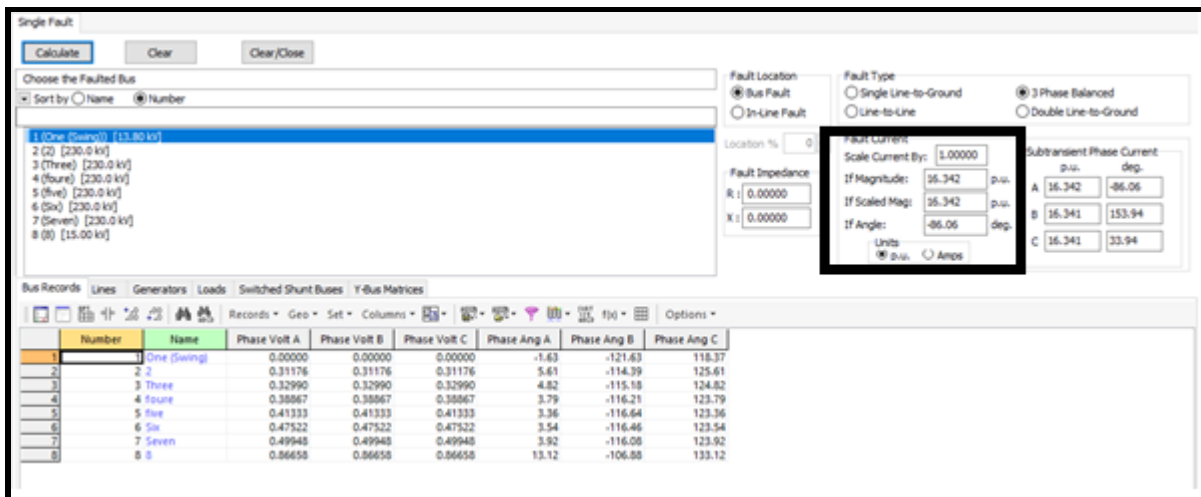 Single Fault
Calculate Clear Clear/Close
Choose the Faulted Bus
Sort by Name Number
1 (One (Swing)) [13.80 kV]
2 (2) [230.0 kV]
3 (Three) [230.0 kV]
4 (foure) [230.0 kV]
5 (five) [230.0 kV]
6 (Six) [230.0 kV]
7 (Seven) [230.0 kV]
8 (8) [15.00 kV]
Fault Location
Bus Fault
In-Line Fault
Location % 0
Fault Impedance
R : 0.00000
X : 0.00000
Fault Type
Single Line-to-Ground 3 Phase Balanced
Line-to-Line Double Line-to-Ground
Fault Current
Scale Current By: 1.00000
If Magnitude: 16.342 p.u.
If Scaled Mag: 16.342 p.u.
If Angle: -86.06 deg.
Units
p.u. Amps
Subtransient Phase Current
p.u. deg.
A 16.342 -86.06
B 16.341 153.94
C 16.341 33.94
Bus Records Lines Generators Loads Switched Shunt Buses Y-Bus Matrices
Records Geo Set Columns f(x) Options
Number Name Phase Volt A Phase Volt B Phase Volt C Phase Ang A Phase Ang B Phase Ang C
1 1 One (Swing) 0.00000 0.00000 0.00000 -1.63 -121.63 118.37
2 2 2 0.31176 0.31176 0.31176 5.61 -114.39 125.61
3 3 Three 0.32990 0.32990 0.32990 4.82 -115.18 124.82
4 4 foure 0.38867 0.38867 0.38867 3.79 -116.21 123.79
5 5 five 0.41333 0.41333 0.41333 3.36 -116.64 123.36
6 6 Six 0.47522 0.47522 0.47522 3.54 -116.46 123.54
7 7 Seven 0.49948 0.49948 0.49948 3.92 -116.08 123.92
8 8 8 0.86658 0.86658 0.86658 13.12 -106.88 133.12